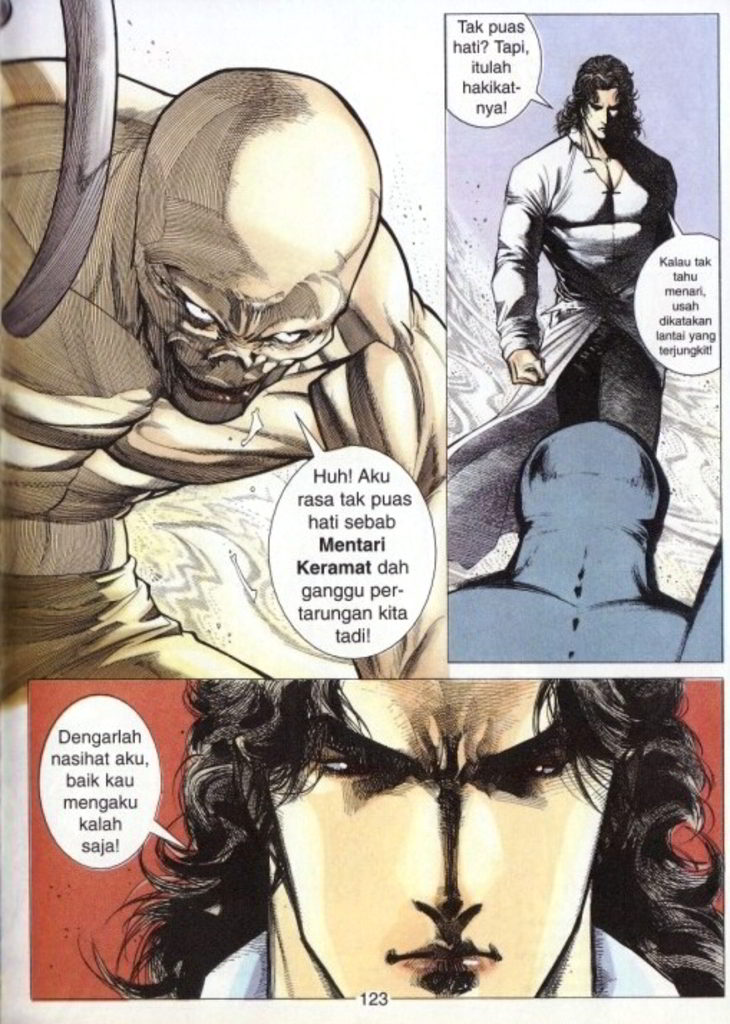 Huh! Aku
rasa tak puas
hati sebab
Mentari
Keramat dah
ganggu per-
tarungan kita
tadi!
Tak puas
hati? Tapi,
itulah
hakikat-
nya!
Kalau tak
tahu
menari,
usah
dikatakan
lantai yang
terjungkit!
Dengarlah
nasihat aku,
baik kau
mengaku
kalah
saja!
123